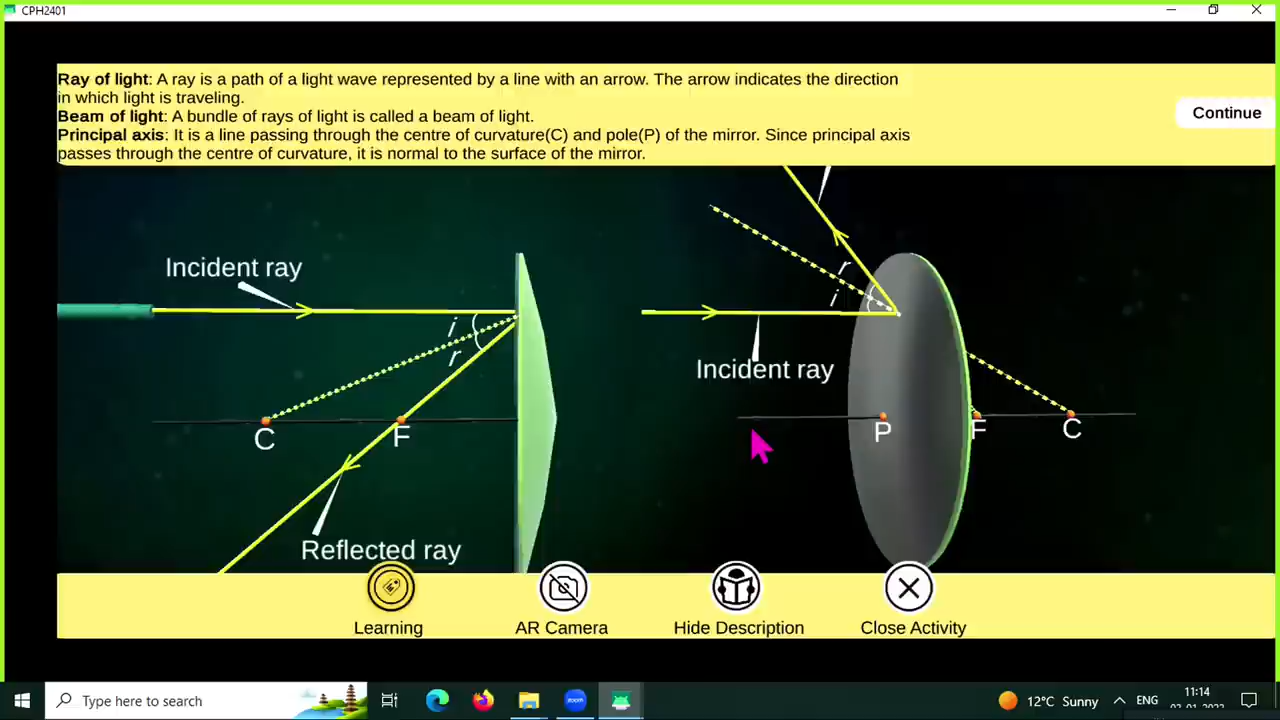 CPH2401
Ray of light: A ray is a path of a light wave represented by a line with an arrow. The arrow indicates the direction
in which light is traveling.
Beam of light: A bundle of rays of light is called a beam of light.
Principal axis: It is a line passing through the centre of curvature(C) and pole(P) of the mirror. Since principal axis
passes through the centre of curvature, it is normal to the surface of the mirror.
Continue
Incident ray
i
r
C
F
Reflected ray
r
i
Incident ray
P
F
C
Learning
AR Camera
Hide Description
Close Activity
Type here to search
zoom
12°C Sunny
ENG
11:14